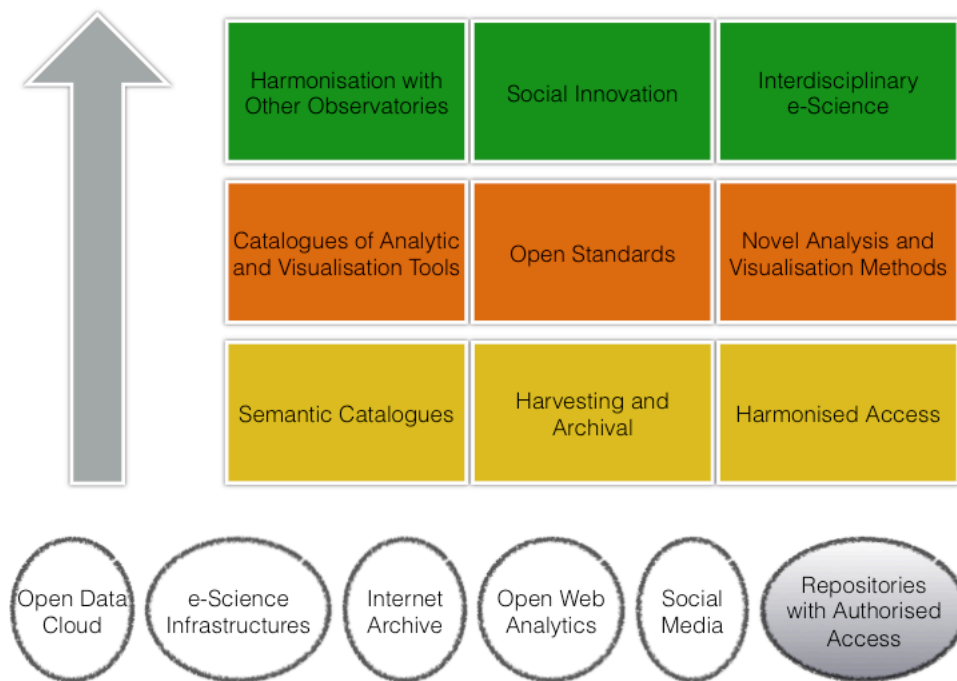 Harmonisation with
Other Observatories
Social Innovation
Interdisciplinary
e-Science
Catalogues of Analytic
and Visualisation Tools
Open Standards
Novel Analysis and
Visualisation Methods
Semantic Catalogues
Harvesting and
Archival
Harmonised Access
Open Data
Cloud
e-Science
Infrastructures
Internet
Archive
Open Web
Analytics
Social
Media
Repositories
with Authorised
Access